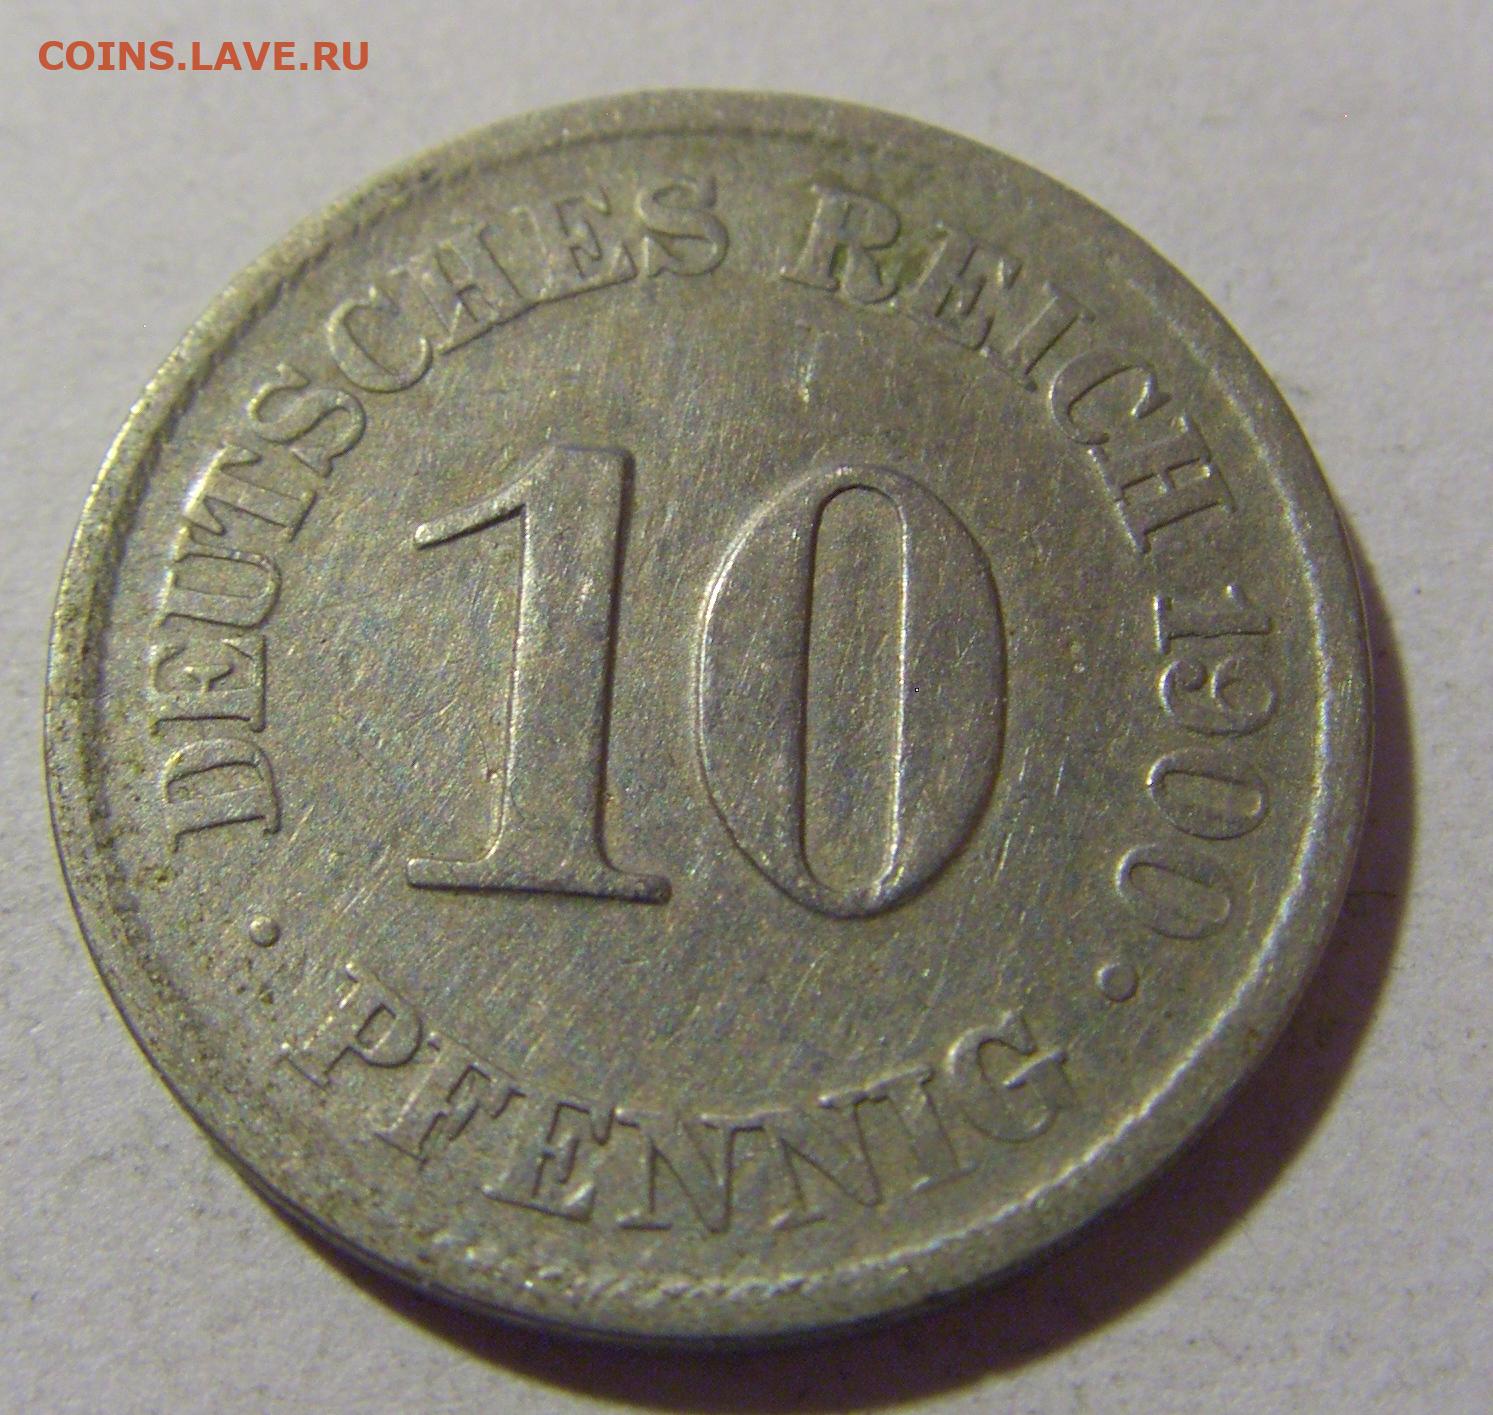 COINS.LAVE.RU
DEUTSCHES REICH 1900
10
· PFENNIG ·